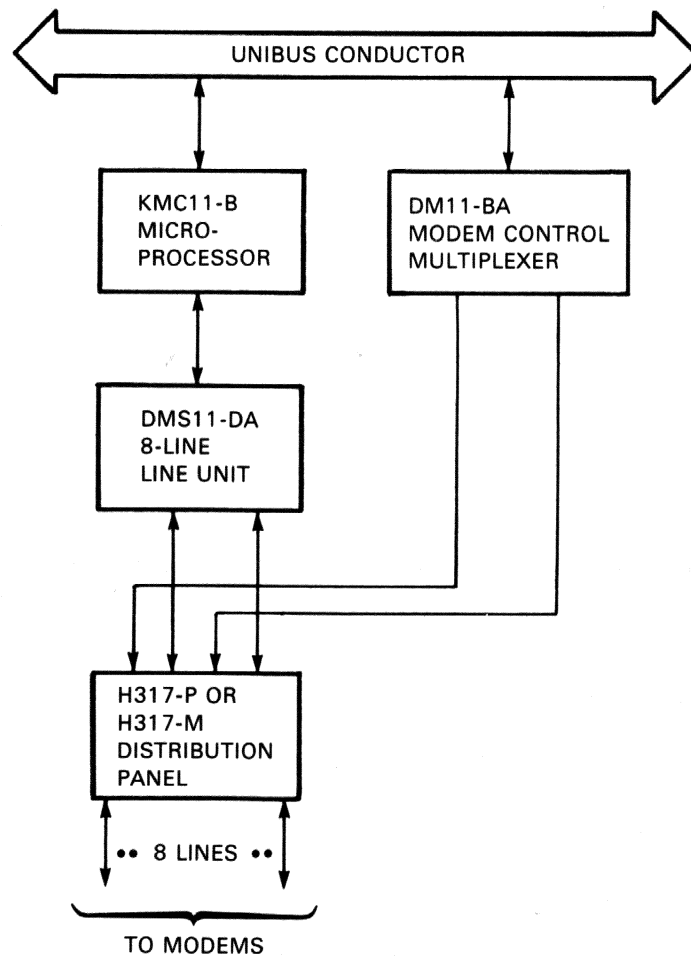 UNIBUS CONDUCTOR
KMC11-B
MICRO-
PROCESSOR
DM11-BA
MODEM CONTROL
MULTIPLEXER
DMS11-DA
8-LINE
LINE UNIT
H317-P OR
H317-M
DISTRIBUTION
PANEL
•• 8 LINES ••
TO MODEMS